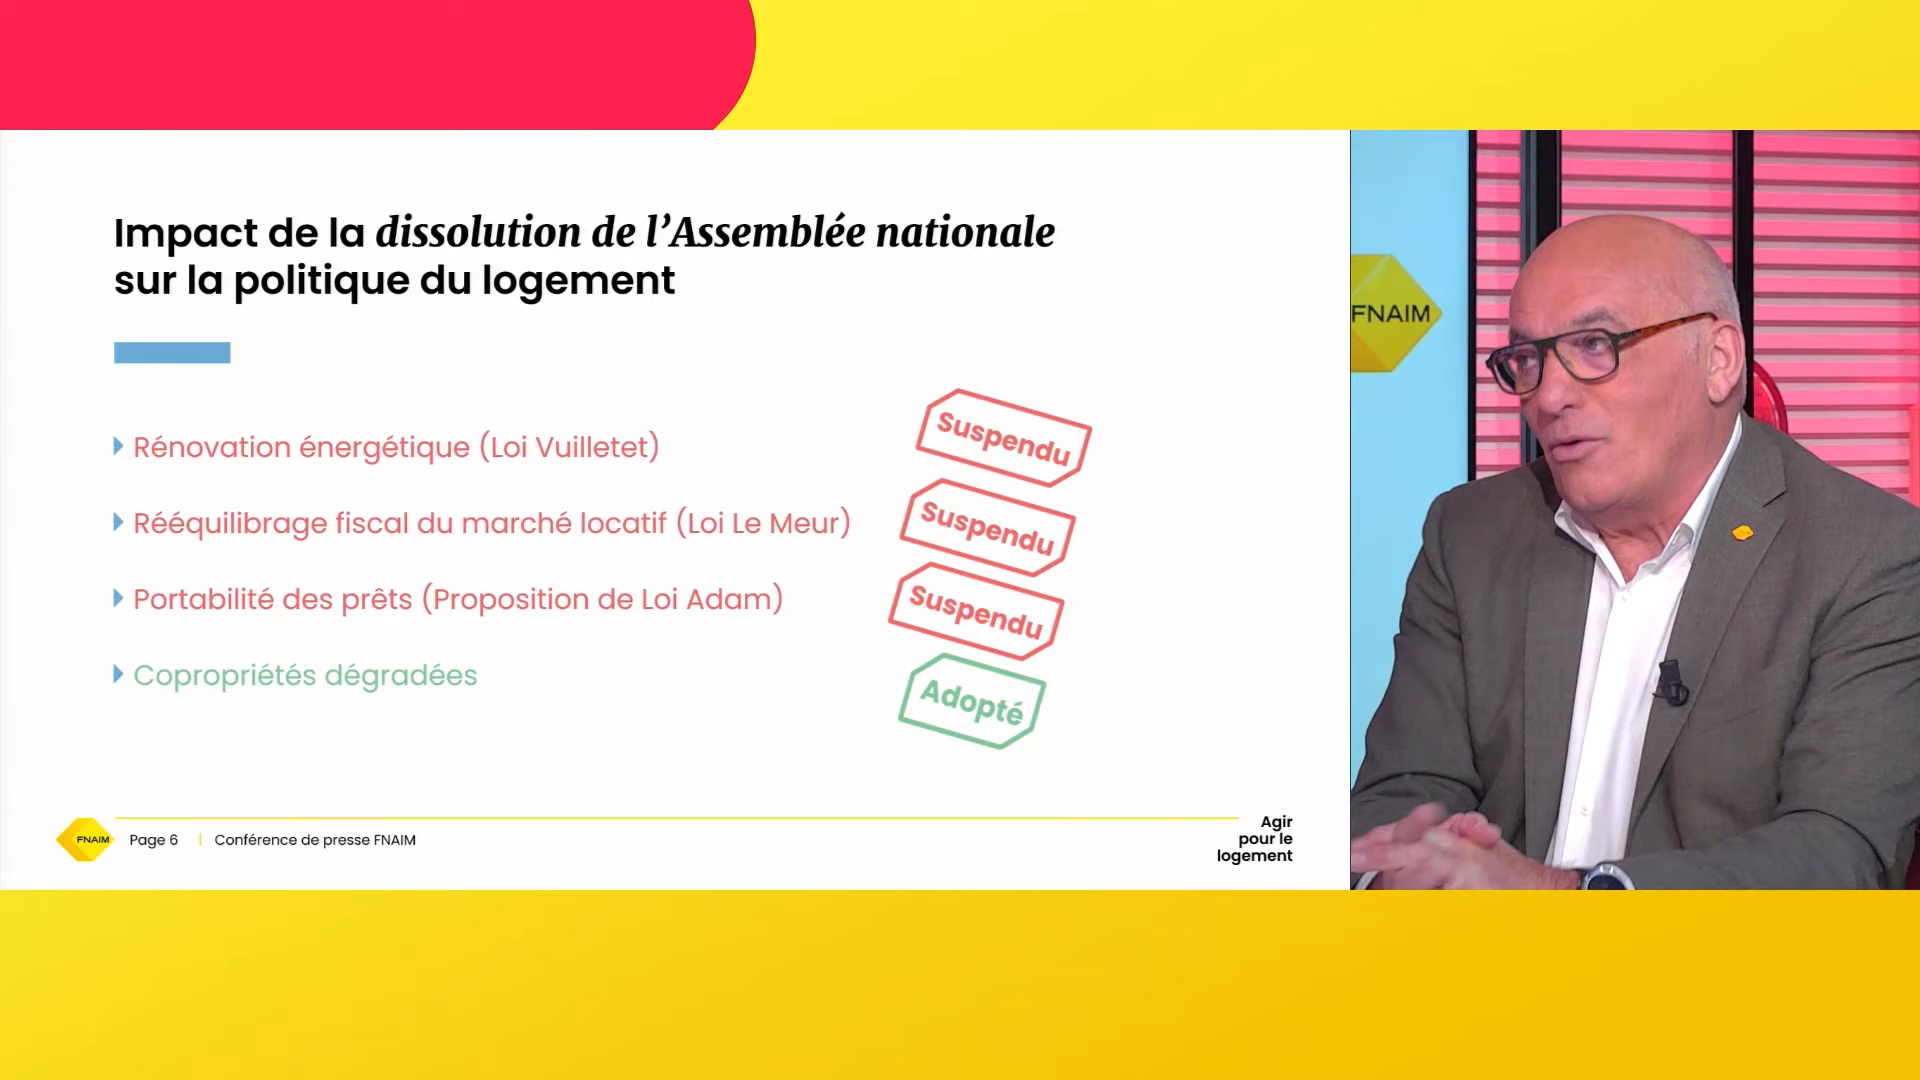 Impact de la dissolution de l’Assemblée nationale
sur la politique du logement
Rénovation énergétique (Loi Vuilletet)
Suspendu
Rééquilibrage fiscal du marché locatif (Loi Le Meur)
Suspendu
Portabilité des prêts (Proposition de Loi Adam)
Suspendu
Copropriétés dégradées
Adopté
FNAIM
Page 6 | Conférence de presse FNAIM
Agir
pour le
logement
FNAIM